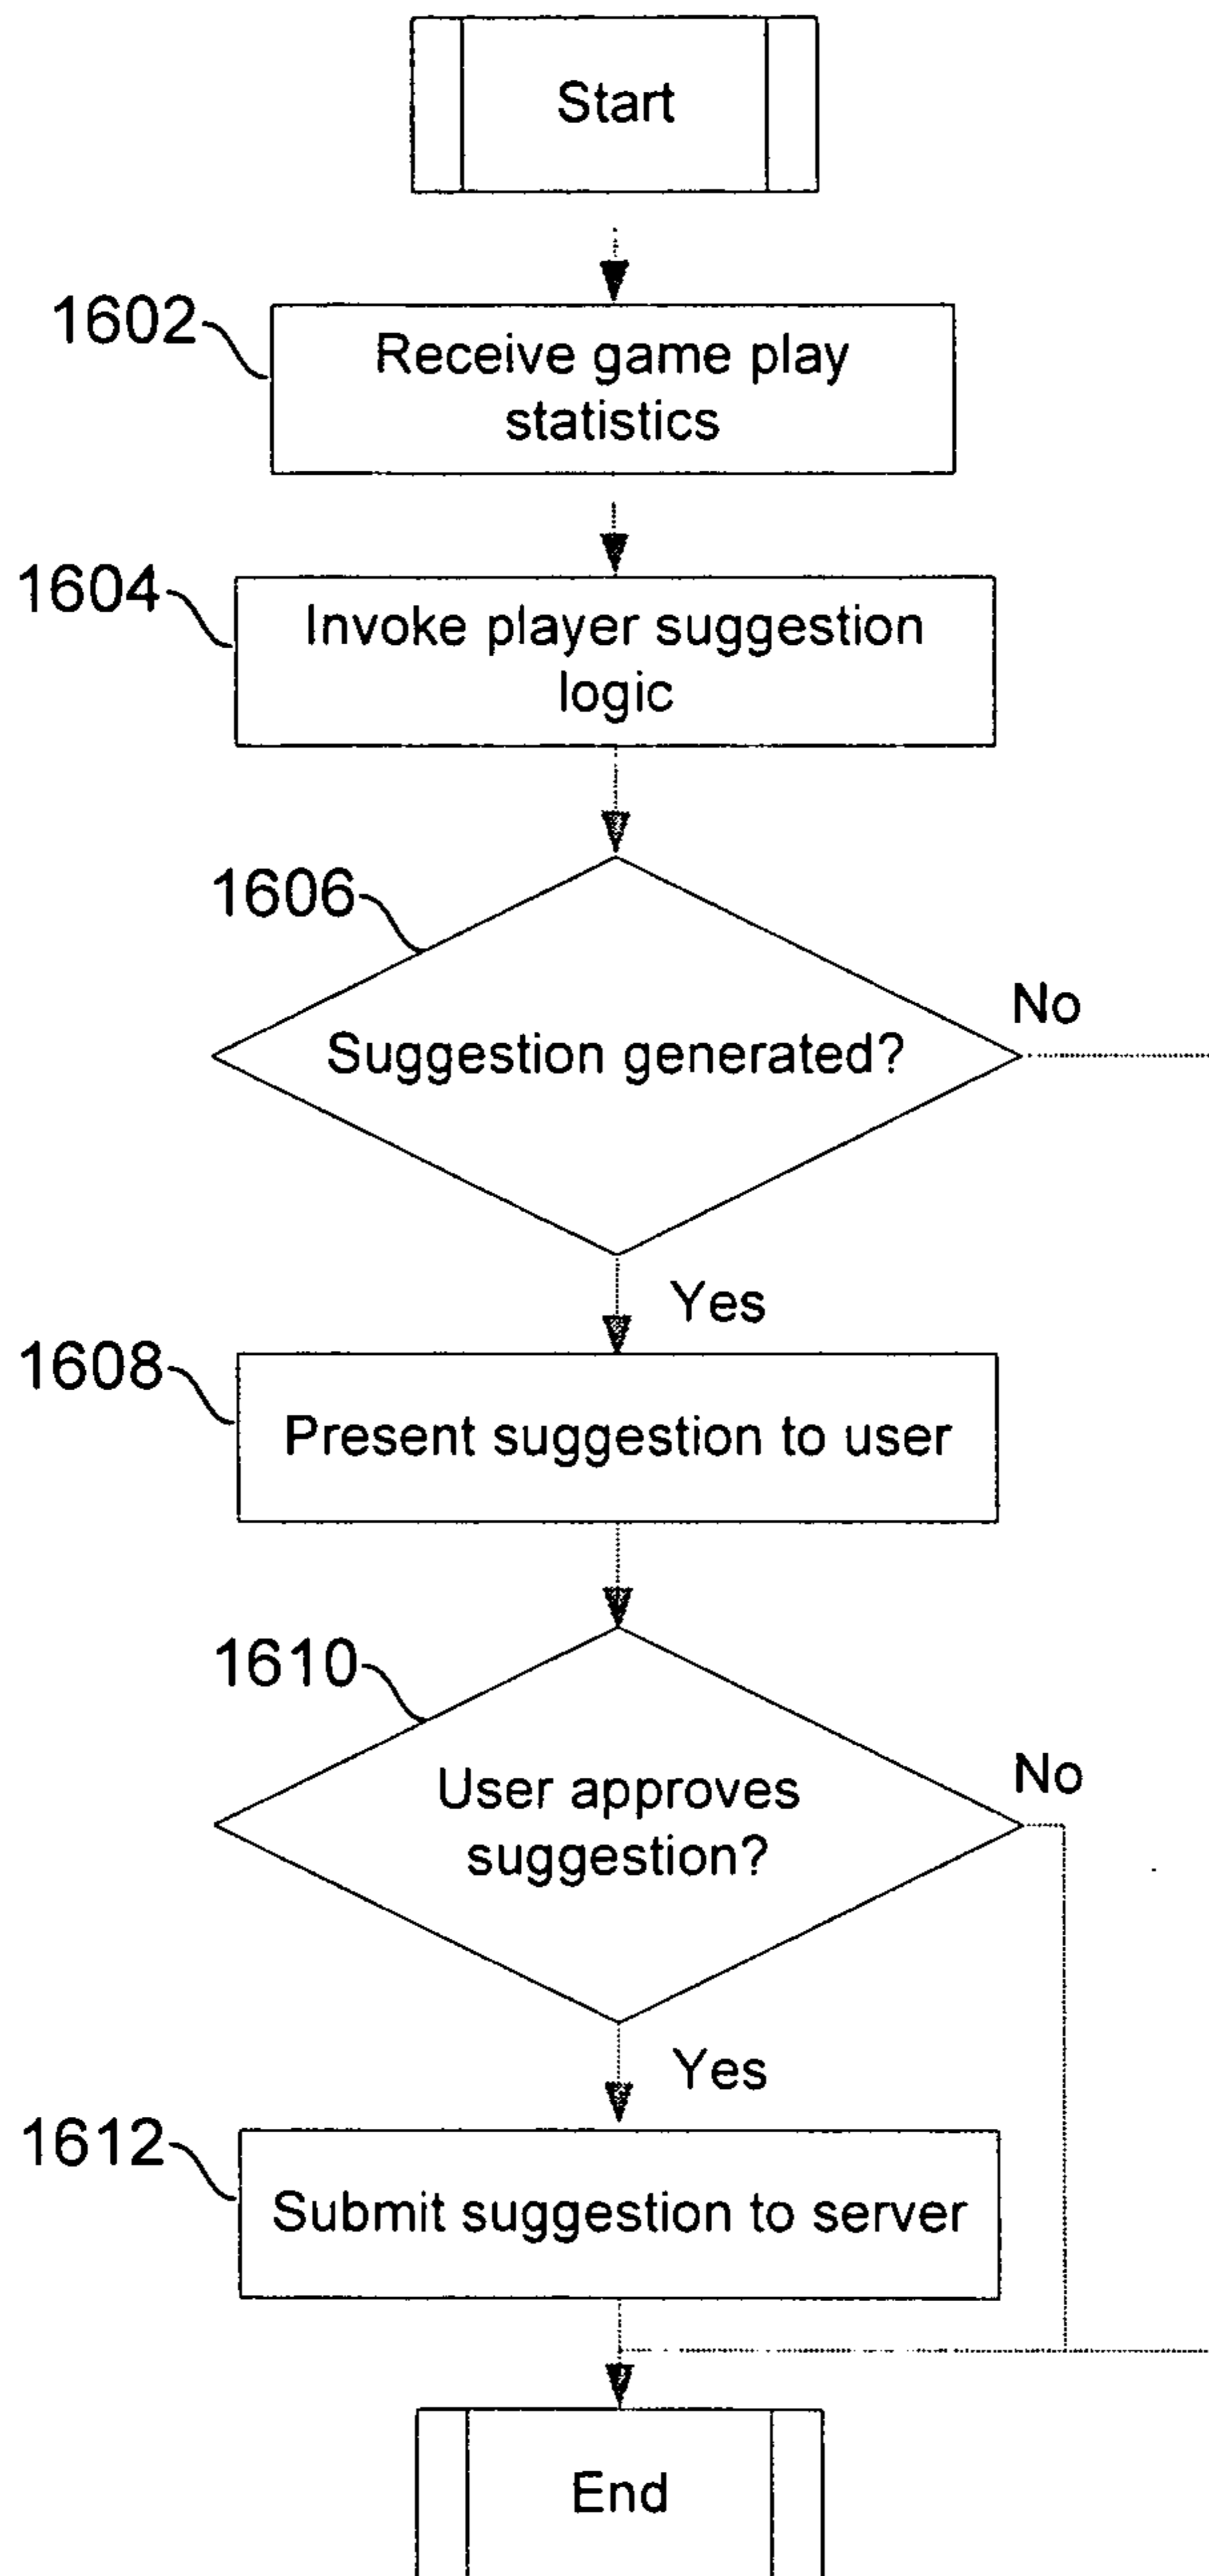 Start
1602
Receive game play
statistics
1604
Invoke player suggestion
logic
1606
No
Suggestion generated?
Yes
1608
Present suggestion to user
1610
No
User approves
suggestion?
Yes
1612
Submit suggestion to server
End